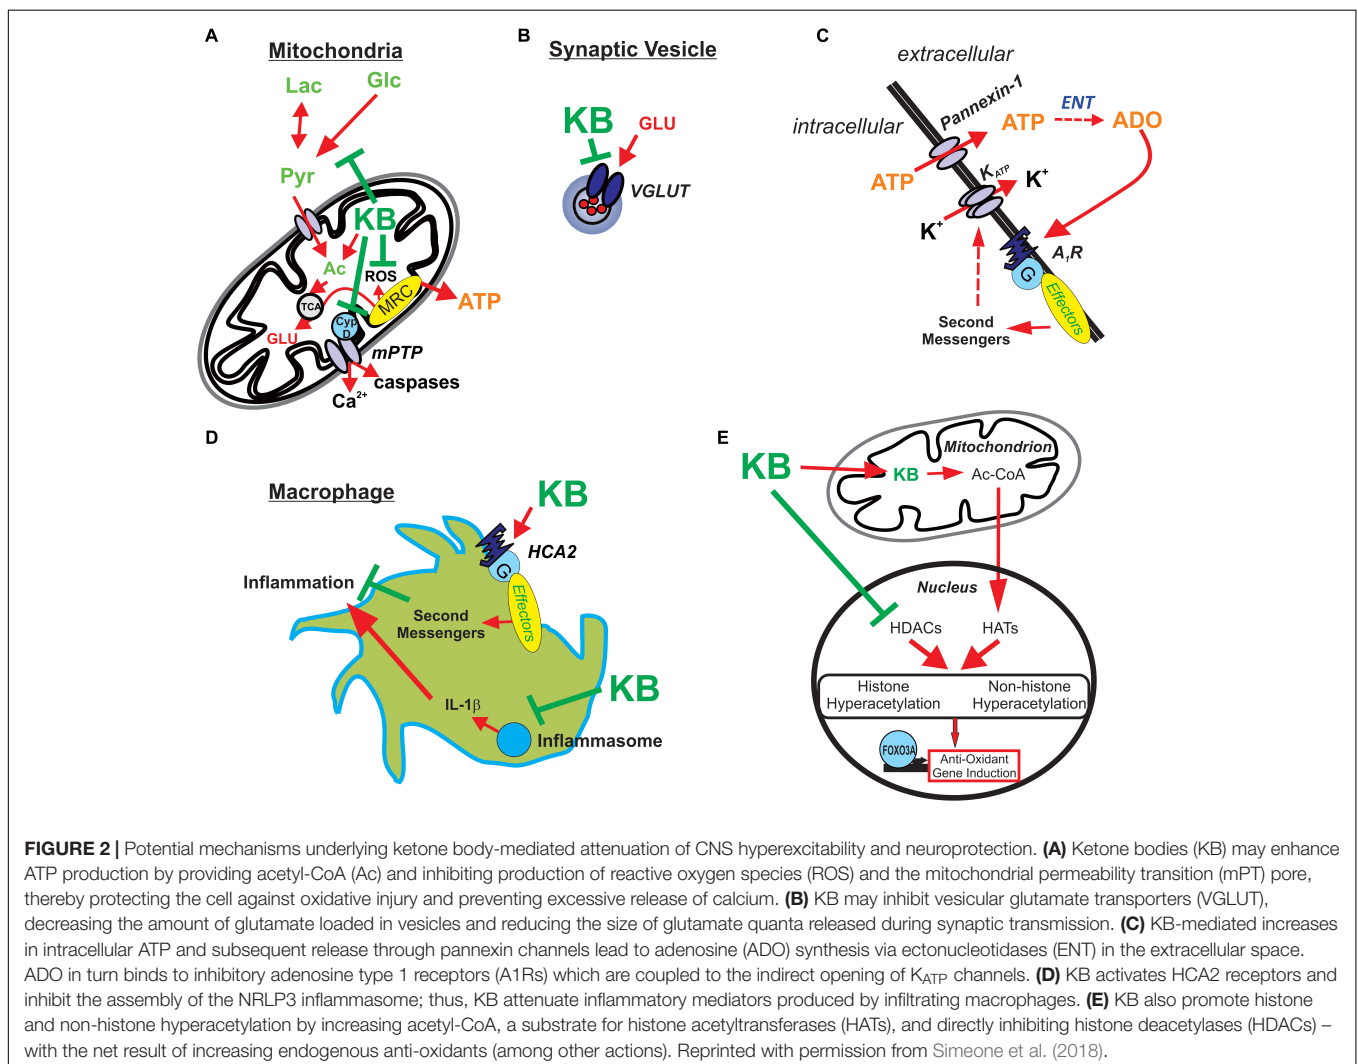 A
Mitochondria
Lac
Glc
Pyr
KB
Ac
ROS
TCA
MRC
ATP
GLU
Cyp
D
mPTP
caspases
Ca2+
B
Synaptic Vesicle
KB
GLU
VGLUT
C
extracellular
intracellular
Pannexin-1
ATP
ENT
ADO
ATP
KATP
K+
K+
A1R
G
Effectors
Second
Messengers
D
Macrophage
KB
HCA2
G
Effectors
Inflammation
Second
Messengers
KB
IL-1β
Inflammasome
E
KB
Mitochondrion
KB
Ac-CoA
Nucleus
HDACs
HATs
Histone
Hyperacetylation
Non-histone
Hyperacetylation
FOXO3A
Anti-Oxidant
Gene Induction
FIGURE 2 | Potential mechanisms underlying ketone body-mediated attenuation of CNS hyperexcitability and neuroprotection. (A) Ketone bodies (KB) may enhance
ATP production by providing acetyl-CoA (Ac) and inhibiting production of reactive oxygen species (ROS) and the mitochondrial permeability transition (mPT) pore,
thereby protecting the cell against oxidative injury and preventing excessive release of calcium. (B) KB may inhibit vesicular glutamate transporters (VGLUT),
decreasing the amount of glutamate loaded in vesicles and reducing the size of glutamate quanta released during synaptic transmission. (C) KB-mediated increases
in intracellular ATP and subsequent release through pannexin channels lead to adenosine (ADO) synthesis via ectonucleotidases (ENT) in the extracellular space.
ADO in turn binds to inhibitory adenosine type 1 receptors (A1Rs) which are coupled to the indirect opening of KATP channels. (D) KB activates HCA2 receptors and
inhibit the assembly of the NRLP3 inflammasome; thus, KB attenuate inflammatory mediators produced by infiltrating macrophages. (E) KB also promote histone
and non-histone hyperacetylation by increasing acetyl-CoA, a substrate for histone acetyltransferases (HATs), and directly inhibiting histone deacetylases (HDACs) –
with the net result of increasing endogenous anti-oxidants (among other actions). Reprinted with permission from Simeone et al. (2018).